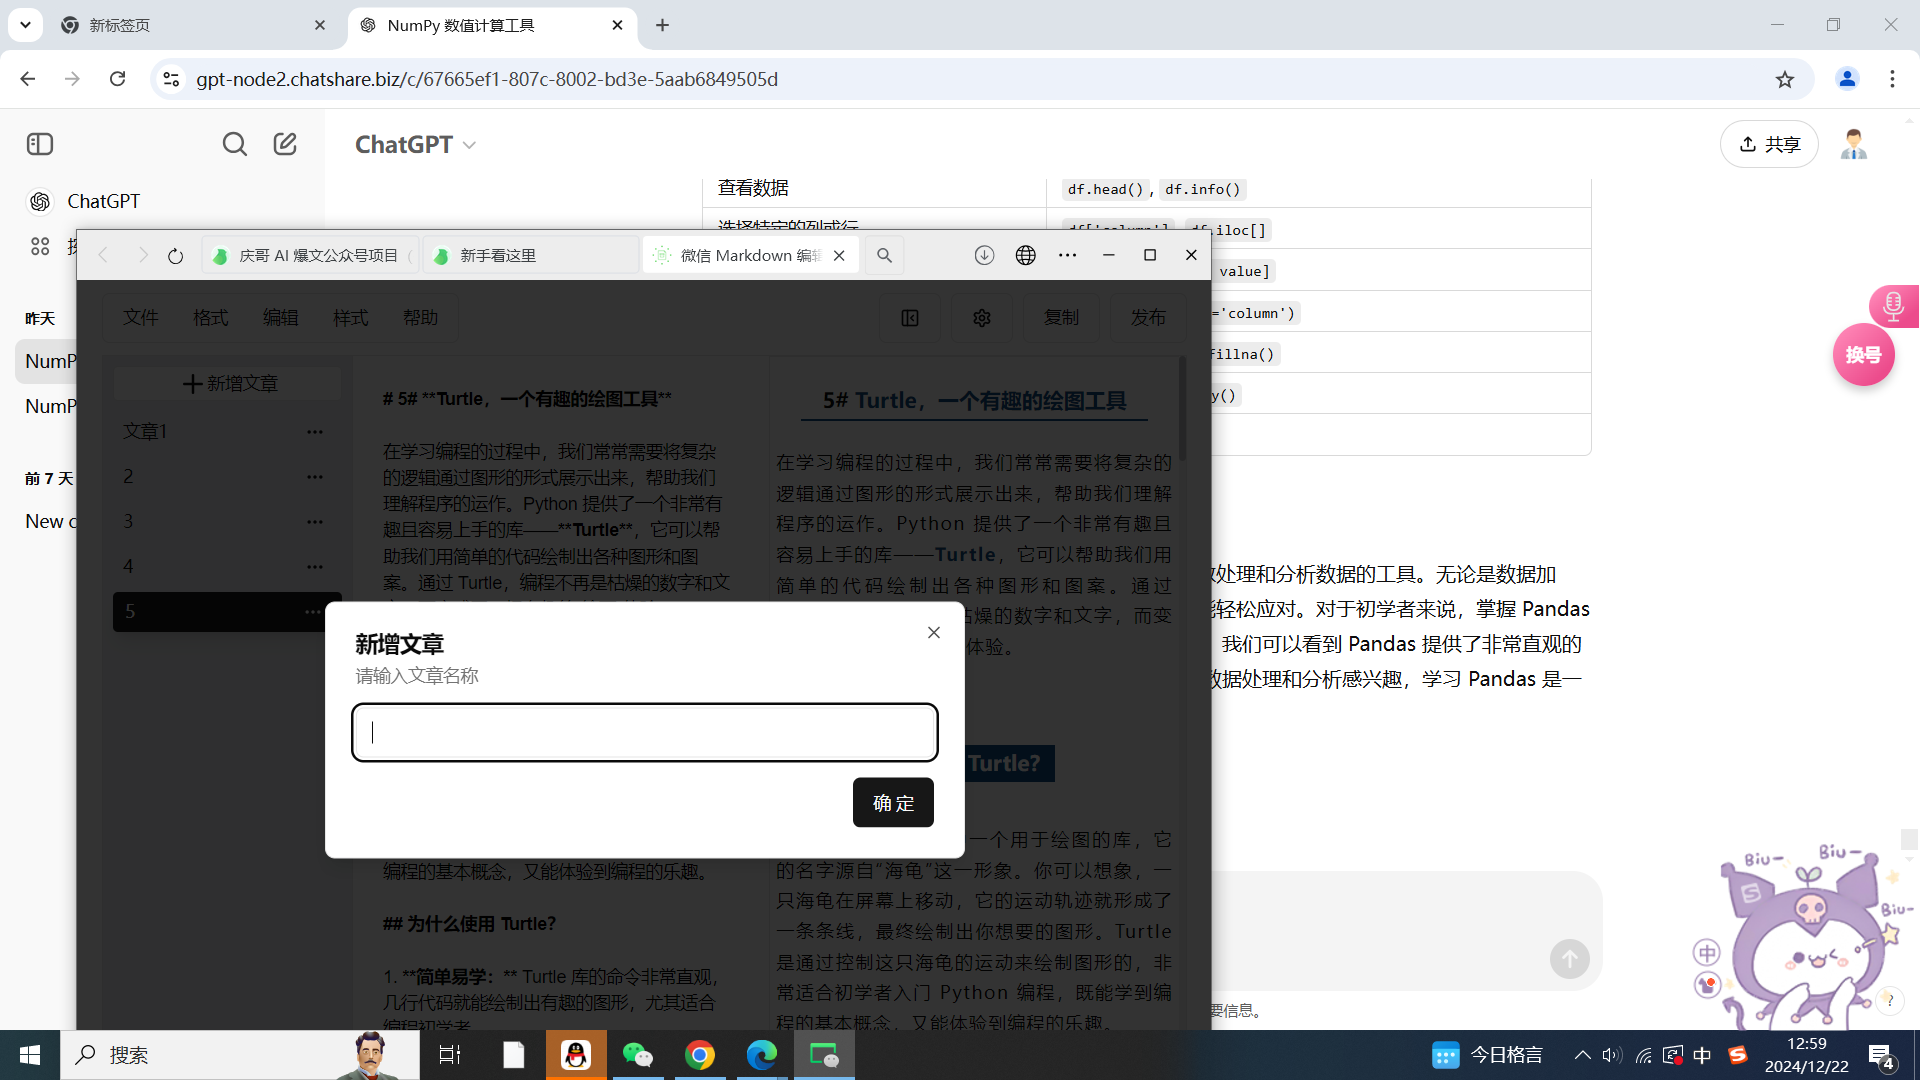 新标签页
NumPy 数值计算工具
gpt-node2.chatshare.biz/c/67665ef1-807c-8002-bd3e-5aab6849505d
ChatGPT
共享
ChatGPT
昨天
NumP
NumP
前 7 天
New c
查看数据
df.head(), df.info()
选择特定的列或行
df['column'],
df.iloc[]
value]
='column')
fillna()
y()
处理和分析数据的工具。无论是数据加
轻松应对。对于初学者来说，掌握 Pandas
我们可以看到 Pandas 提供了非常直观的
数据处理和分析感兴趣，学习 Pandas 是一
要信息。
换号
庆哥 AI 爆文公众号项目
新手看这里
微信 Markdown 编辑
文件
格式
编辑
样式
帮助
复制
发布
新增文章
文章1
2
3
4
5
# 5# **Turtle，一个有趣的绘图工具**
在学习编程的过程中，我们常常需要将复杂
的逻辑通过图形的形式展示出来，帮助我们
理解程序的运作。Python 提供了一个非常有
趣且容易上手的库——**Turtle**，它可以帮
助我们用简单的代码绘制出各种图形和图
案。通过 Turtle，编程不再是枯燥的数字和文
编程的基本概念，又能体验到编程的乐趣。
## 为什么使用 Turtle?
1. **简单易学：** Turtle 库的命令非常直观，
几行代码就能绘制出有趣的图形，尤其适合
编程初学者
5# Turtle，一个有趣的绘图工具
在学习编程的过程中，我们常常需要将复杂的
逻辑通过图形的形式展示出来，帮助我们理解
程序的运作。Python 提供了一个非常有趣且
容易上手的库——Turtle，它可以帮助我们用
简单的代码绘制出各种图形和图案。通过
枯燥的数字和文字，而变
体验。
Turtle?
一个用于绘图的库，它
的名字源自“海龟”这一形象。你可以想象，一
只海龟在屏幕上移动，它的运动轨迹就形成了
一条条线，最终绘制出你想要的图形。Turtle
是通过控制这只海龟的运动来绘制图形的，非
常适合初学者入门 Python 编程，既能学到编
程的基本概念，又能体验到编程的乐趣。
新增文章
请输入文章名称
确 定
Biu-
Biu-
Biu-
S
中
?
搜索
今日格言
中
12:59
2024/12/22
4